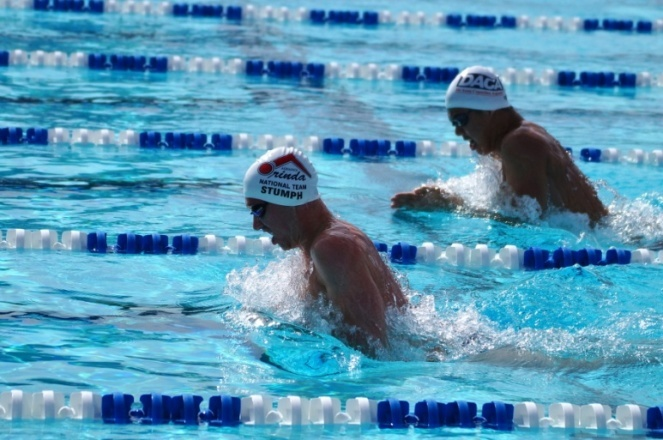 Orinda
NATIONAL TEAM
STUMPH
DACA